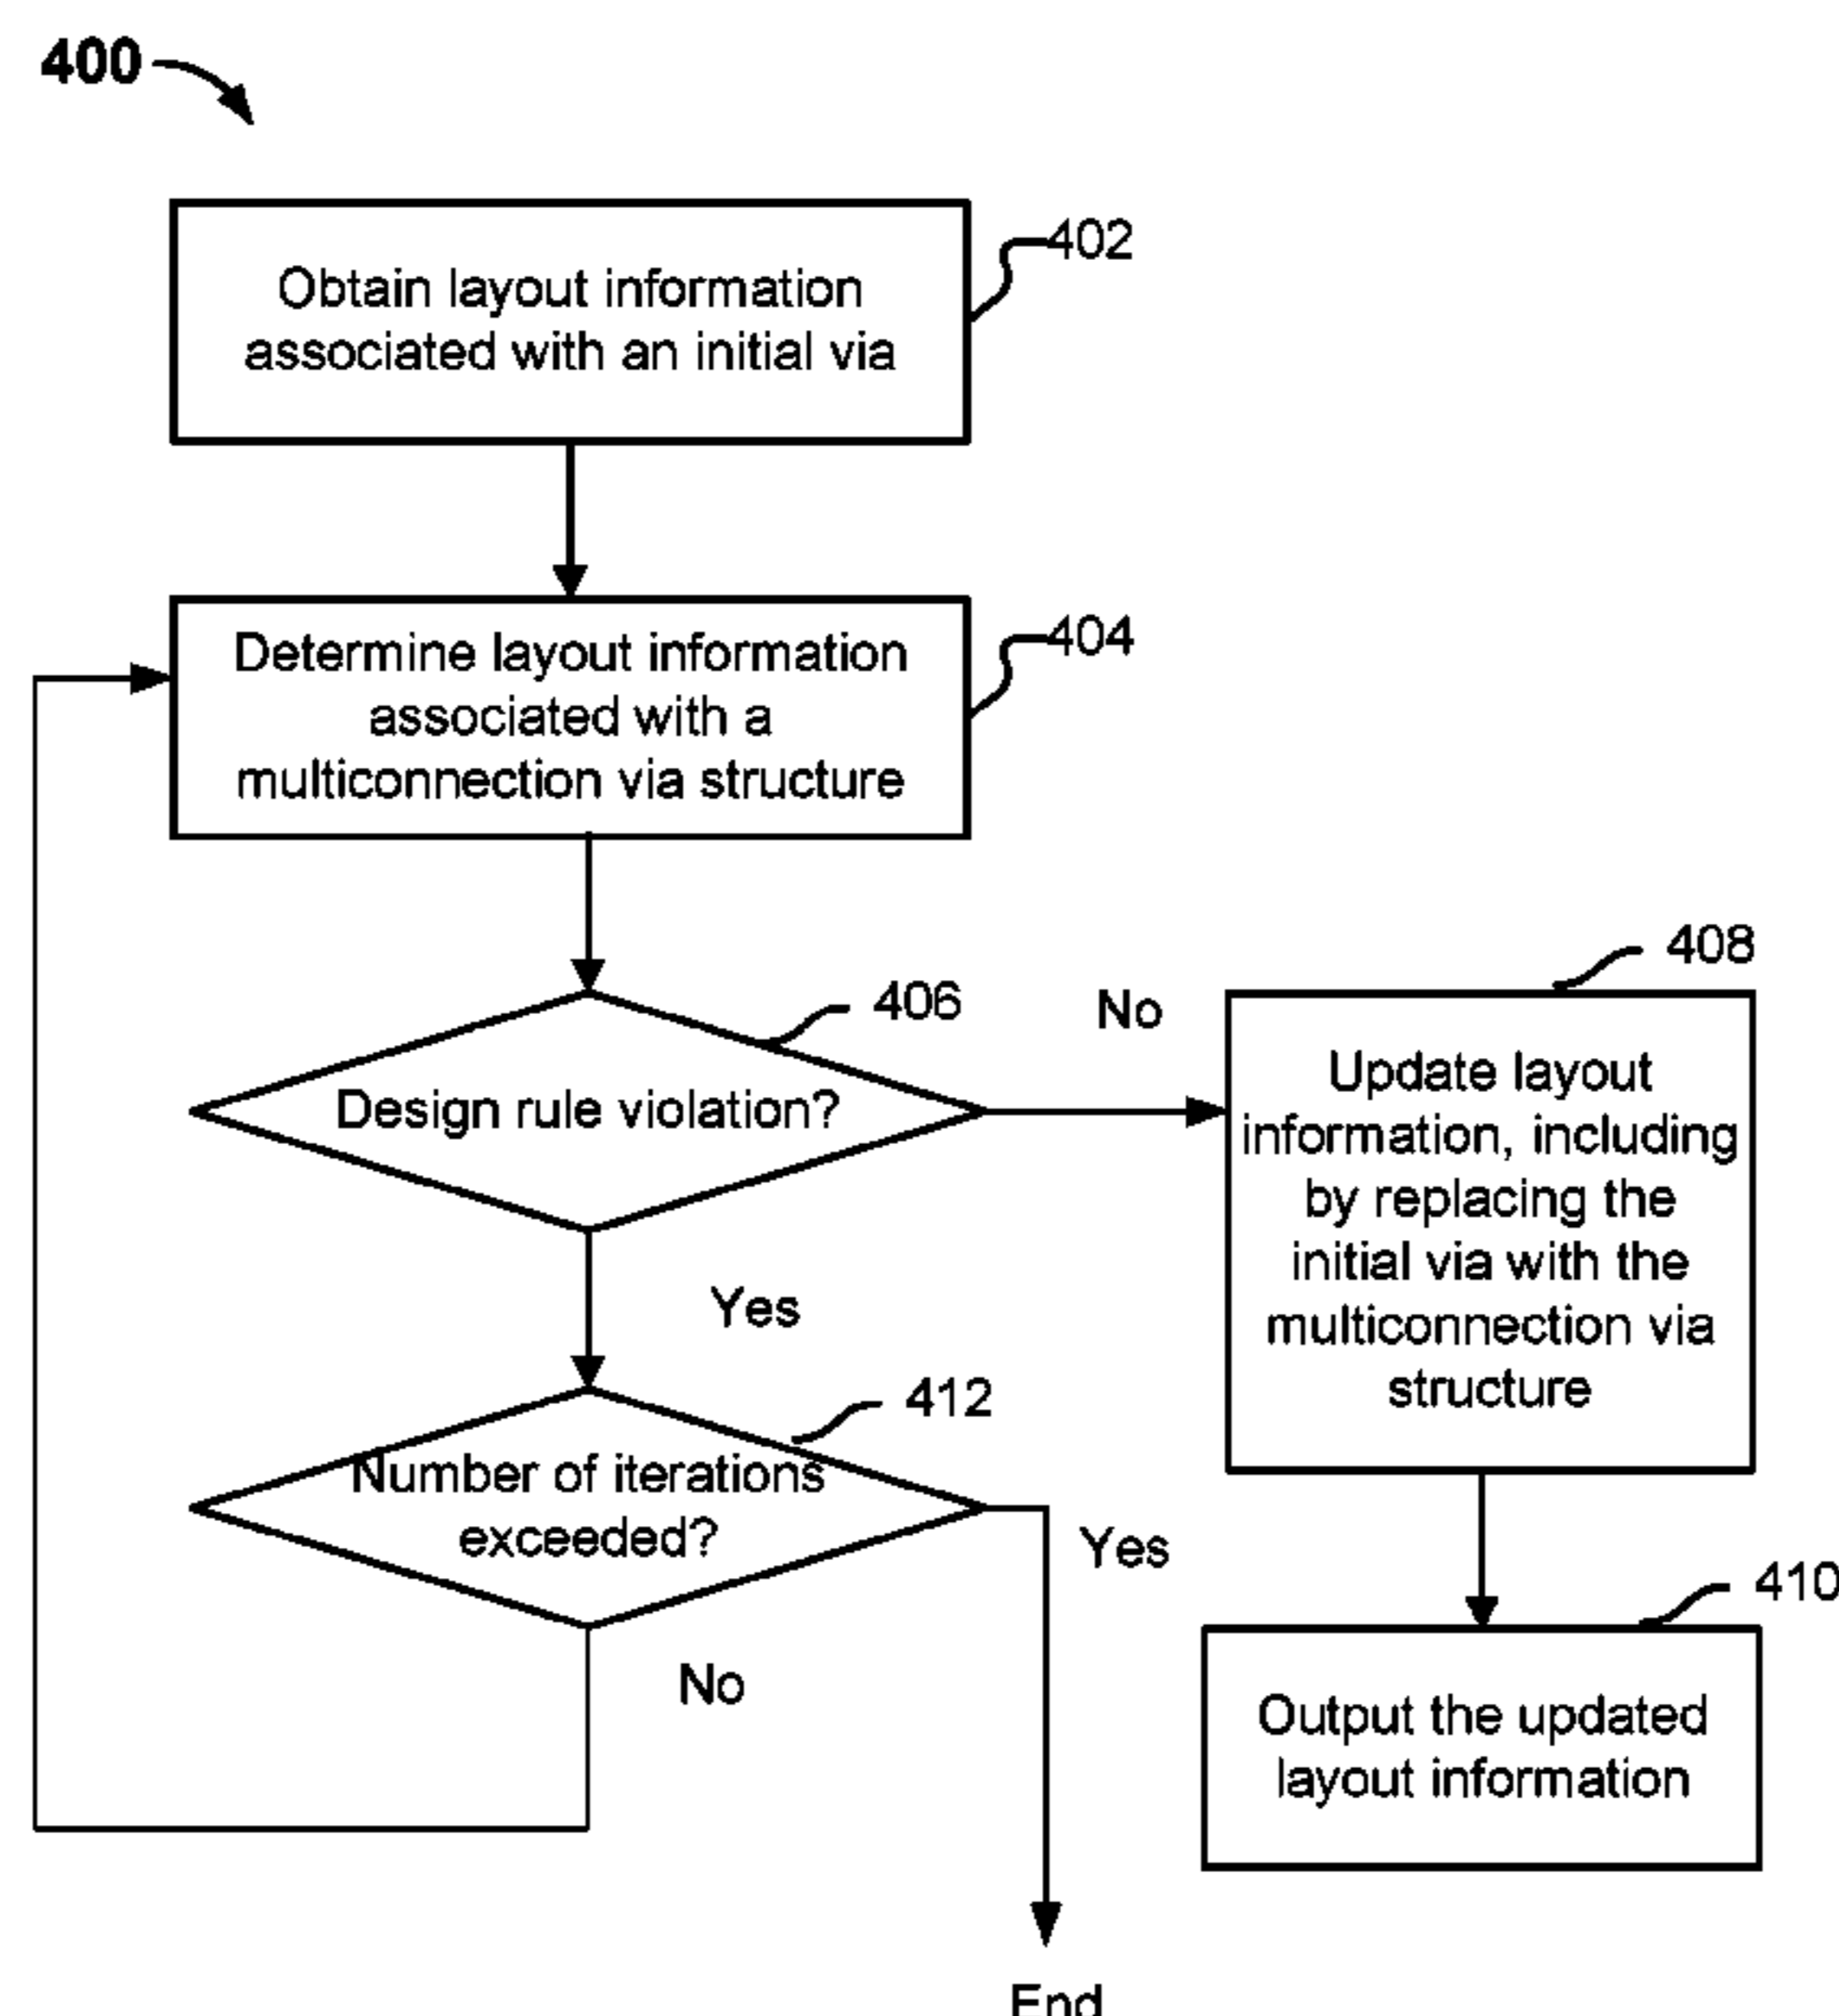 400
402
Obtain layout information
associated with an initial via
404
Determine layout information
associated with a
multiconnection via structure
406
Design rule violation?
No
408
Update layout
information, including
by replacing the
initial via with the
multiconnection via
structure
Yes
412
Number of iterations
exceeded?
Yes
No
410
Output the updated
layout information
End